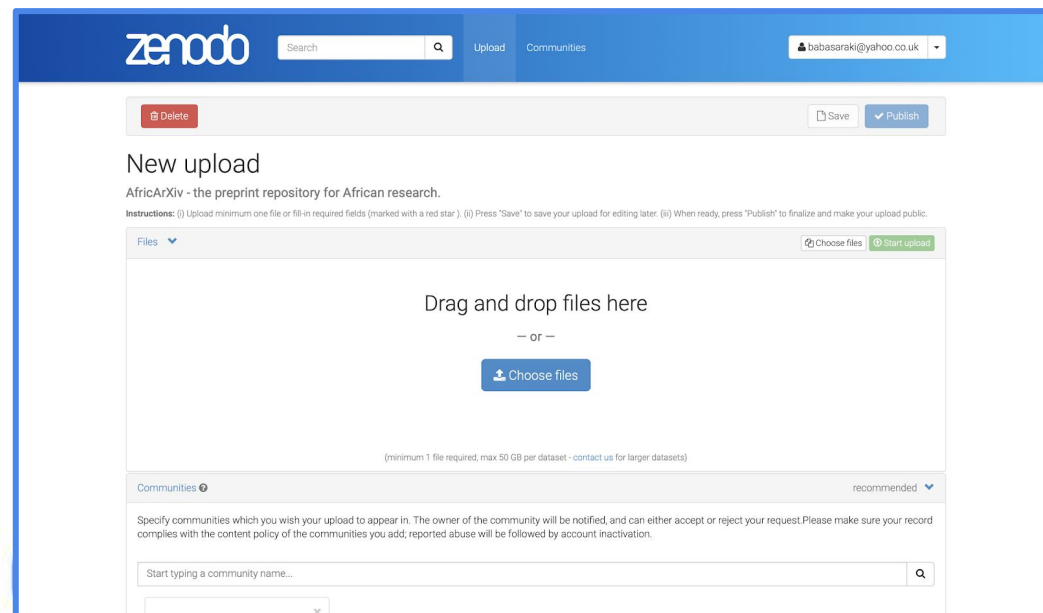 zenodo
Search
Upload
Communities
babasaraki@yahoo.co.uk
Delete
Save
Publish
New upload
AfricArXiv - the preprint repository for African research.
Instructions: (i) Upload minimum one file or fill-in required fields (marked with a red star ). (ii) Press "Save" to save your upload for editing later. (iii) When ready, press "Publish" to finalize and make your upload public.
Files
Choose files
Start upload
Drag and drop files here
— or —
Choose files
(minimum 1 file required, max 50 GB per dataset - contact us for larger datasets)
Communities
recommended
Specify communities which you wish your upload to appear in. The owner of the community will be notified, and can either accept or reject your request.Please make sure your record
complies with the content policy of the communities you add; reported abuse will be followed by account inactivation.
Start typing a community name...